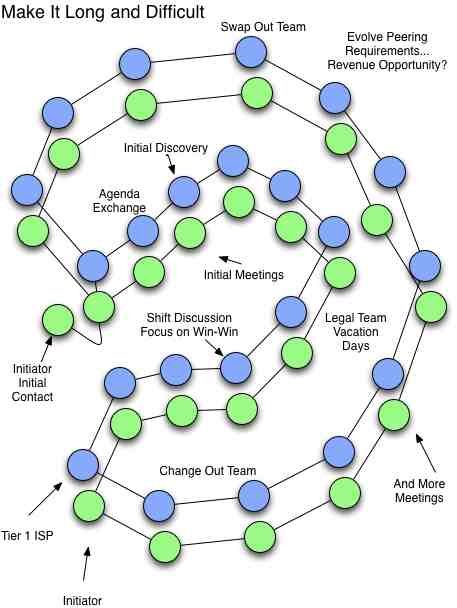 Make It Long and Difficult
Swap Out Team
Evolve Peering
Requirements...
Revenue Opportunity?
Initial Discovery
Agenda
Exchange
Initial Meetings
Shift Discussion
Focus on Win-Win
Legal Team
Vacation
Days
Initiator
Initial
Contact
Change Out Team
And More
Meetings
Tier 1 ISP
Initiator